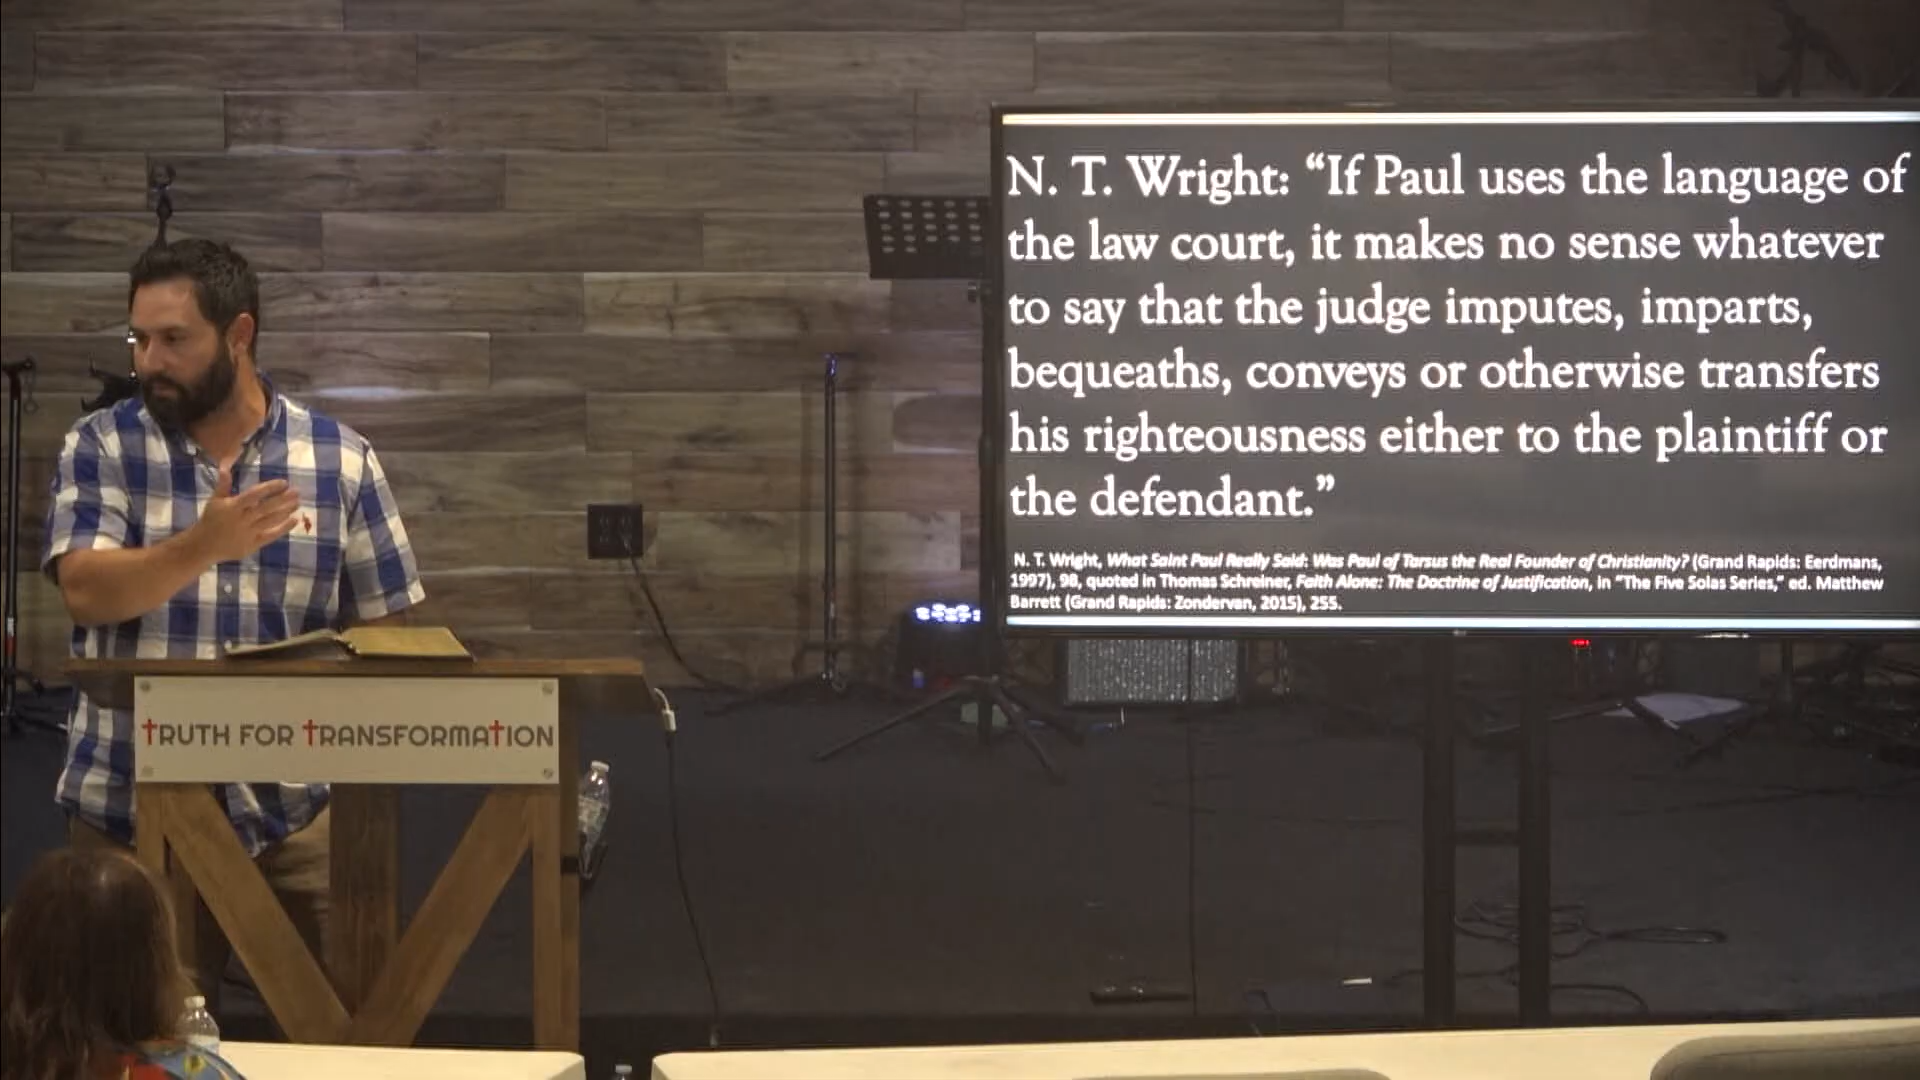 N. T. Wright: “If Paul uses the language of
the law court, it makes no sense whatever
to say that the judge imputes, imparts,
bequeaths, conveys or otherwise transfers
his righteousness either to the plaintiff or
the defendant.”
N. T. Wright, What Saint Paul Really Said: Was Paul of Tarsus the Real Founder of Christianity? (Grand Rapids: Eerdmans,
1997), 98, quoted in Thomas Schreiner, Faith Alone: The Doctrine of Justification, in “The Five Solas Series,” ed. Matthew
Barrett (Grand Rapids: Zondervan, 2015), 255.
TRUTH FOR TRANSFORMATION